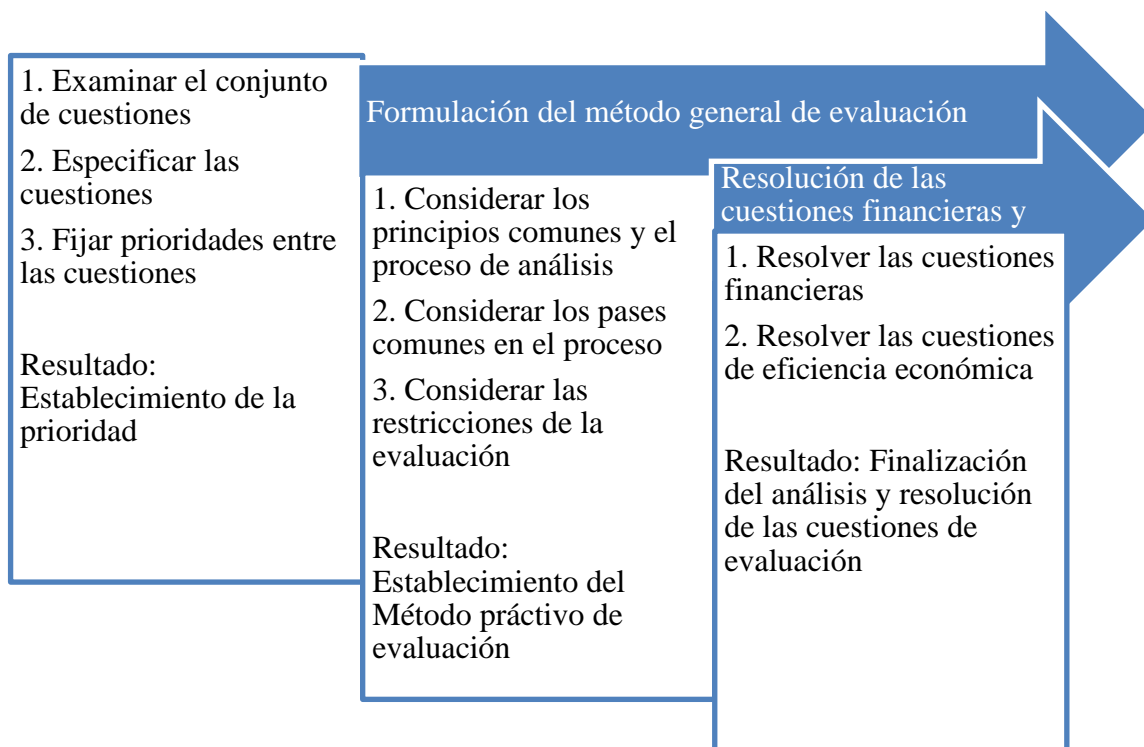 1. Examinar el conjunto
de cuestiones
2. Especificar las
cuestiones
3. Fijar prioridades entre
las cuestiones
Resultado:
Establecimiento de la
prioridad
Formulación del método general de evaluación
1. Considerar los
principios comunes y el
proceso de análisis
2. Considerar los pases
comunes en el proceso
3. Considerar las
restricciones de la
evaluación
Resultado:
Establecimiento del
Método práctivo de
evaluación
Resolución de las
cuestiones financieras y
1. Resolver las cuestiones
financieras
2. Resolver las cuestiones
de eficiencia económica
Resultado: Finalización
del análisis y resolución
de las cuestiones de
evaluación